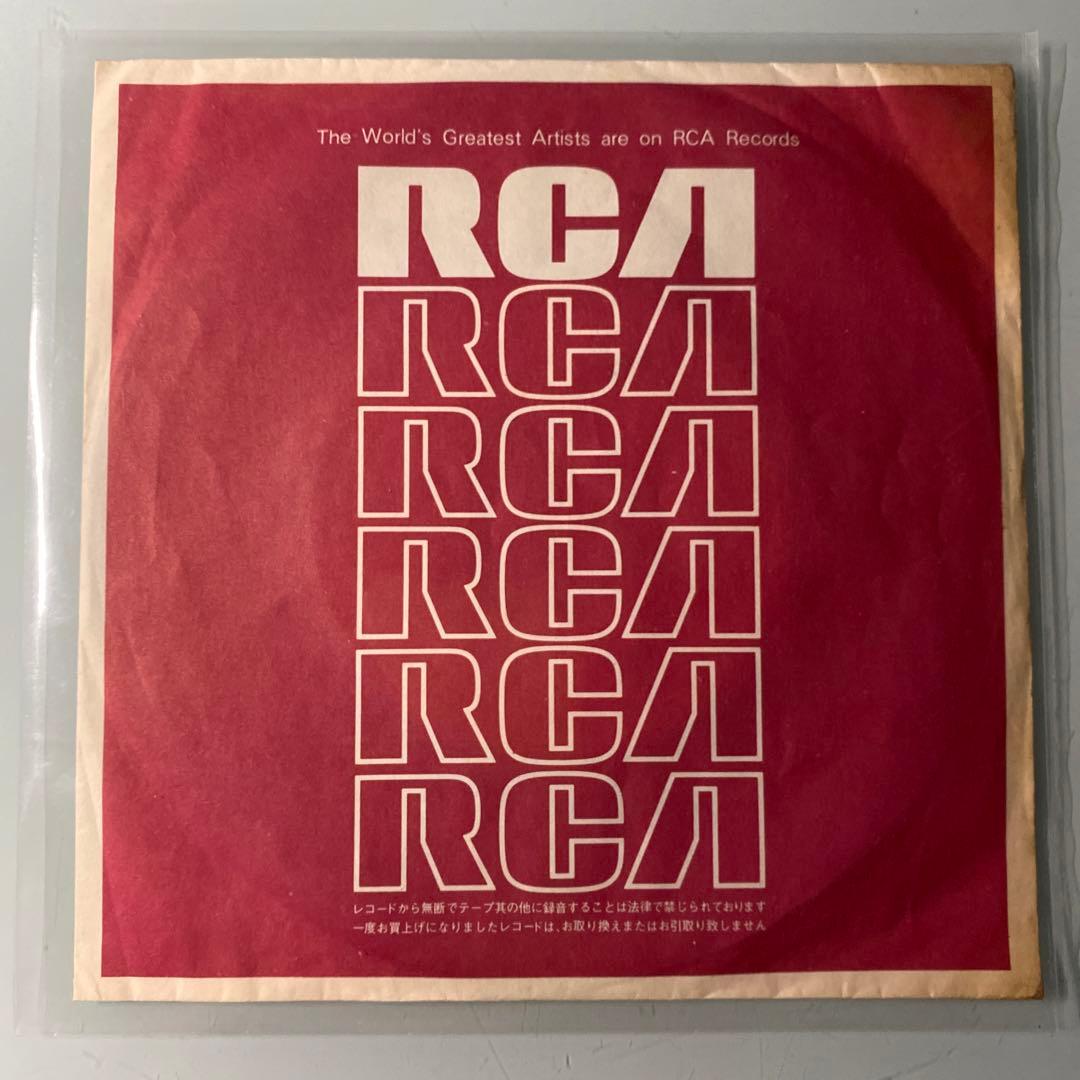 The World's Greatest Artists are on RCA Records
RCA
RCA
RCA
RCA
RCA
RCA
レコードから無断でテープ其の他に録音することは法律で禁じられております
一度お買上げになりましたレコードは、お取り換えまたはお引取り致しません